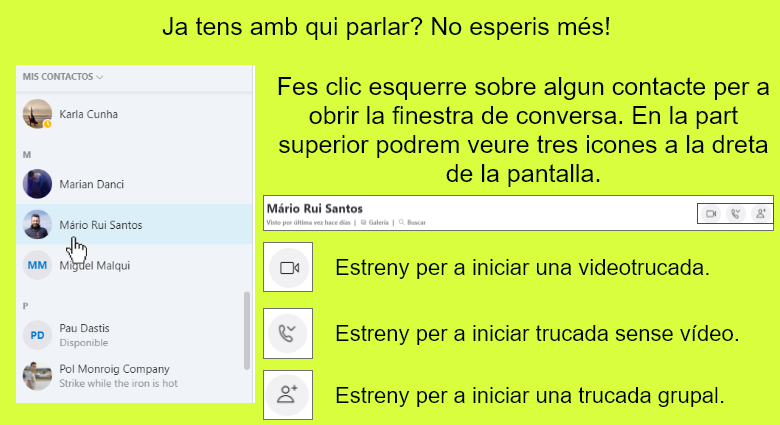 Ja tens amb qui parlar? No esperis més!
MIS CONTACTOS
Karla Cunha
M
Marian Danci
Mário Rui Santos
MM Miguel Malqui
P
PD Pau Dastis
Disponible
Pol Monroig Company
Strike while the iron is hot
Fes clic esquerre sobre algun contacte per a
obrir la finestra de conversa. En la part
superior podrem veure tres icones a la dreta
de la pantalla.
Mário Rui Santos
Visto por última vez hace días | Galería | Buscar
Estreny per a iniciar una videotrucada.
Estreny per a iniciar trucada sense vídeo.
Estreny per a iniciar una trucada grupal.